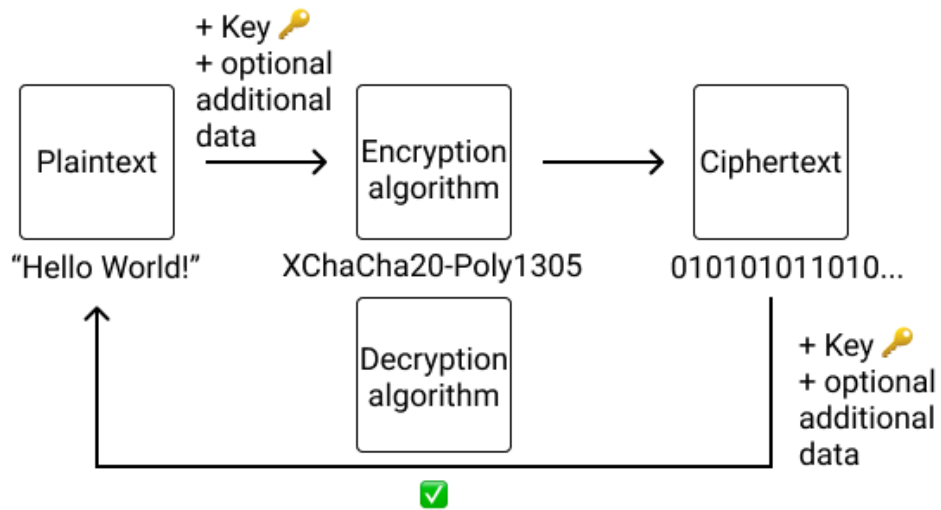 + Key 🔑
+ optional
additional
data
Plaintext
Encryption
algorithm
Ciphertext
“Hello World!”
XChaCha20-Poly1305
010101011010...
Decryption
algorithm
+ Key 🔑
+ optional
additional
data
✅